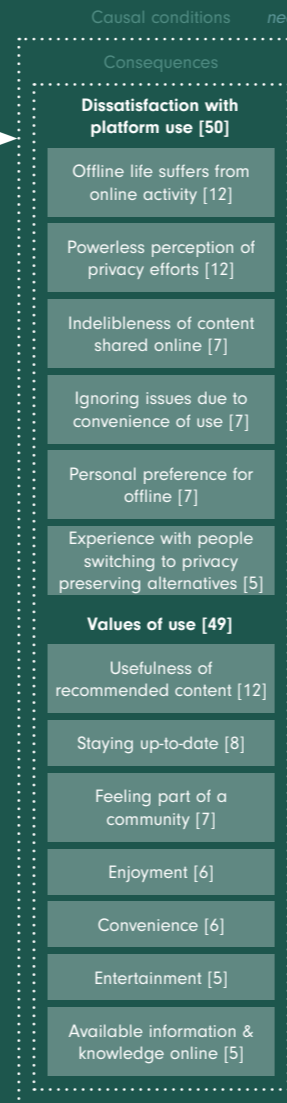 Causal conditions
Consequences
Dissatisfaction with
platform use [50]
Offline life suffers from
online activity [12]
Powerless perception of
privacy efforts [12]
Indelibleness of content
shared online [7]
Ignoring issues due to
convenience of use [7]
Personal preference for
offline [7]
Experience with people
switching to privacy
preserving alternatives [5]
Values of use [49]
Usefulness of
recommended content [12]
Staying up-to-date [8]
Feeling part of a
community [7]
Enjoyment [6]
Convenience [6]
Entertainment [5]
Available information &
knowledge online [5]